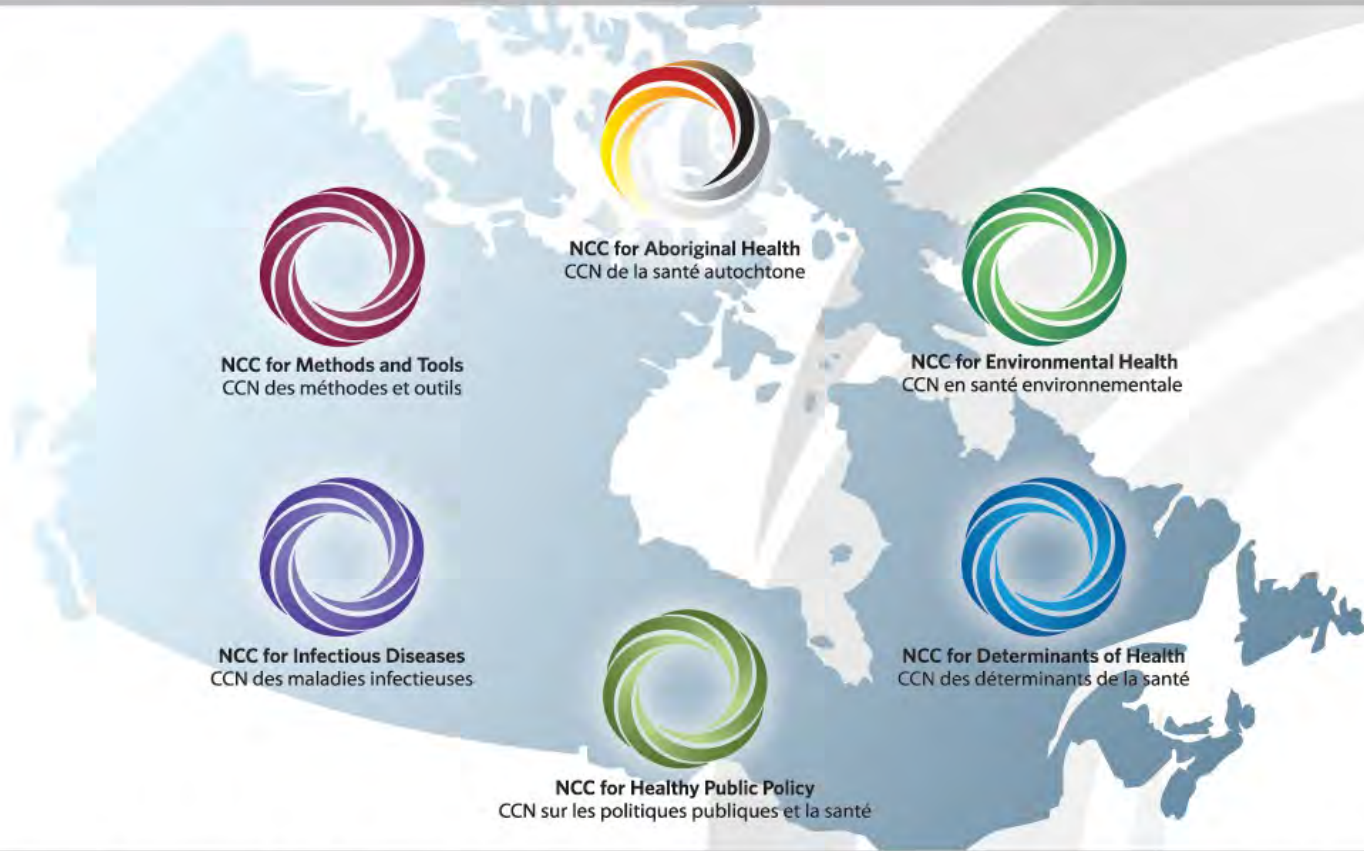 NCC for Aboriginal Health
CCN de la santé autochtone
NCC for Methods and Tools
CCN des méthodes et outils
NCC for Environmental Health
CCN en santé environnementale
NCC for Infectious Diseases
CCN des maladies infectieuses
NCC for Determinants of Health
CCN des déterminants de la santé
NCC for Healthy Public Policy
CCN sur les politiques publiques et la santé